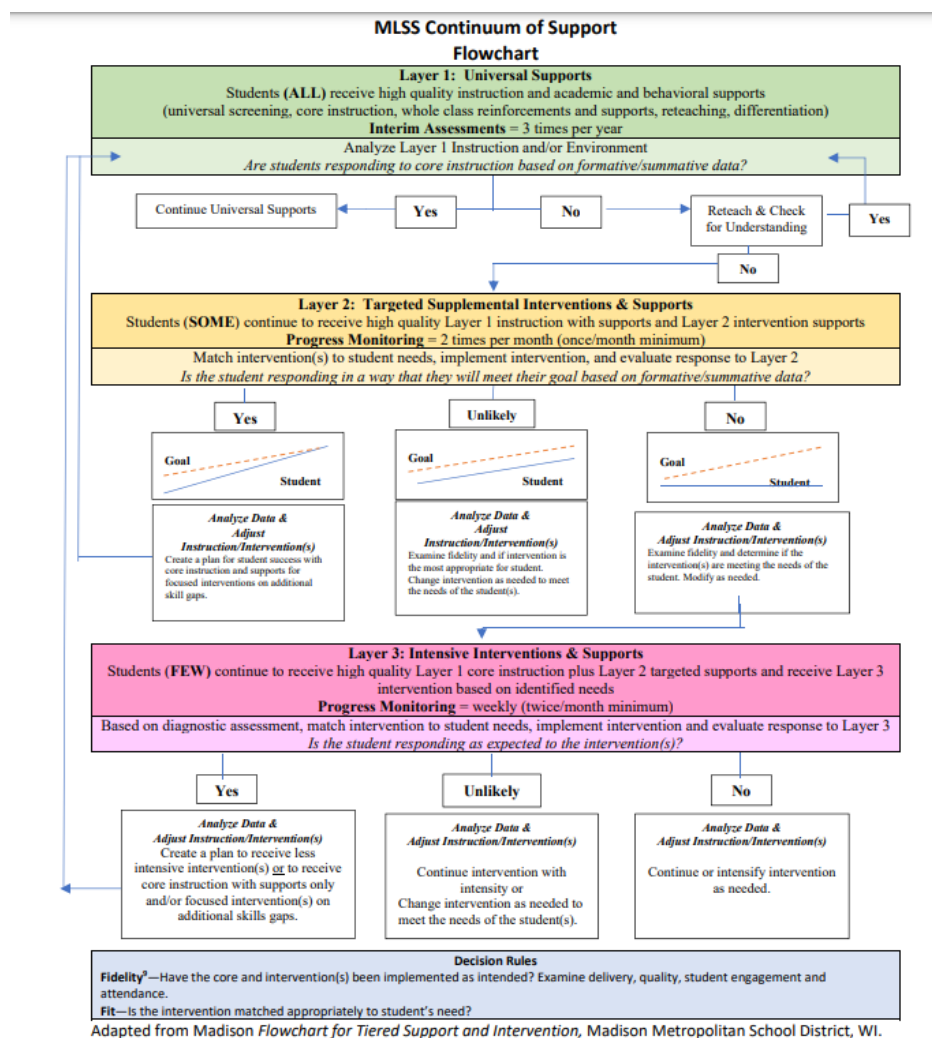 MLSS Continuum of Support
Flowchart
Layer 1: Universal Supports
Students (ALL) receive high quality instruction and academic and behavioral supports
(universal screening, core instruction, whole class reinforcements and supports, reteaching, differentiation)
Interim Assessments = 3 times per year
Analyze Layer 1 Instruction and/or Environment
Are students responding to core instruction based on formative/summative data?
Continue Universal Supports
Yes
No
Reteach & Check
for Understanding
Yes
No
Layer 2: Targeted Supplemental Interventions & Supports
Students (SOME) continue to receive high quality Layer 1 instruction with supports and Layer 2 intervention supports
Progress Monitoring = 2 times per month (once/month minimum)
Match intervention(s) to student needs, implement intervention, and evaluate response to Layer 2
Is the student responding in a way that they will meet their goal based on formative/summative data?
Yes
Goal
Student
Analyze Data &
Adjust
Instruction/Intervention(s)
Create a plan for student success with
core instruction and supports for
focused interventions on additional
skill gaps.
Unlikely
Goal
Student
Analyze Data &
Adjust
Instruction/Intervention(s)
Examine fidelity and if intervention is
the most appropriate for student.
Change intervention as needed to meet
the needs of the student(s).
No
Goal
Student
Analyze Data &
Adjust Instruction/Intervention(s)
Examine fidelity and determine if the
intervention(s) are meeting the needs of the
student. Modify as needed.
Layer 3: Intensive Interventions & Supports
Students (FEW) continue to receive high quality Layer 1 core instruction plus Layer 2 targeted supports and receive Layer 3
intervention based on identified needs
Progress Monitoring = weekly (twice/month minimum)
Based on diagnostic assessment, match intervention to student needs, implement intervention and evaluate response to Layer 3
Is the student responding as expected to the intervention(s)?
Yes
Analyze Data &
Adjust Instruction/Intervention(s)
Create a plan to receive less
intensive intervention(s) or to receive
core instruction with supports only
and/or focused intervention(s) on
additional skills gaps.
Unlikely
Analyze Data &
Adjust Instruction/Intervention(s)
Continue intervention with
intensity or
Change intervention as needed to
meet the needs of the student(s).
No
Analyze Data &
Adjust Instruction/Intervention(s)
Continue or intensify intervention
as needed.
Decision Rules
Fidelity⁹—Have the core and intervention(s) been implemented as intended? Examine delivery, quality, student engagement and
attendance.
Fit—Is the intervention matched appropriately to student's need?
Adapted from Madison Flowchart for Tiered Support and Intervention, Madison Metropolitan School District, WI.